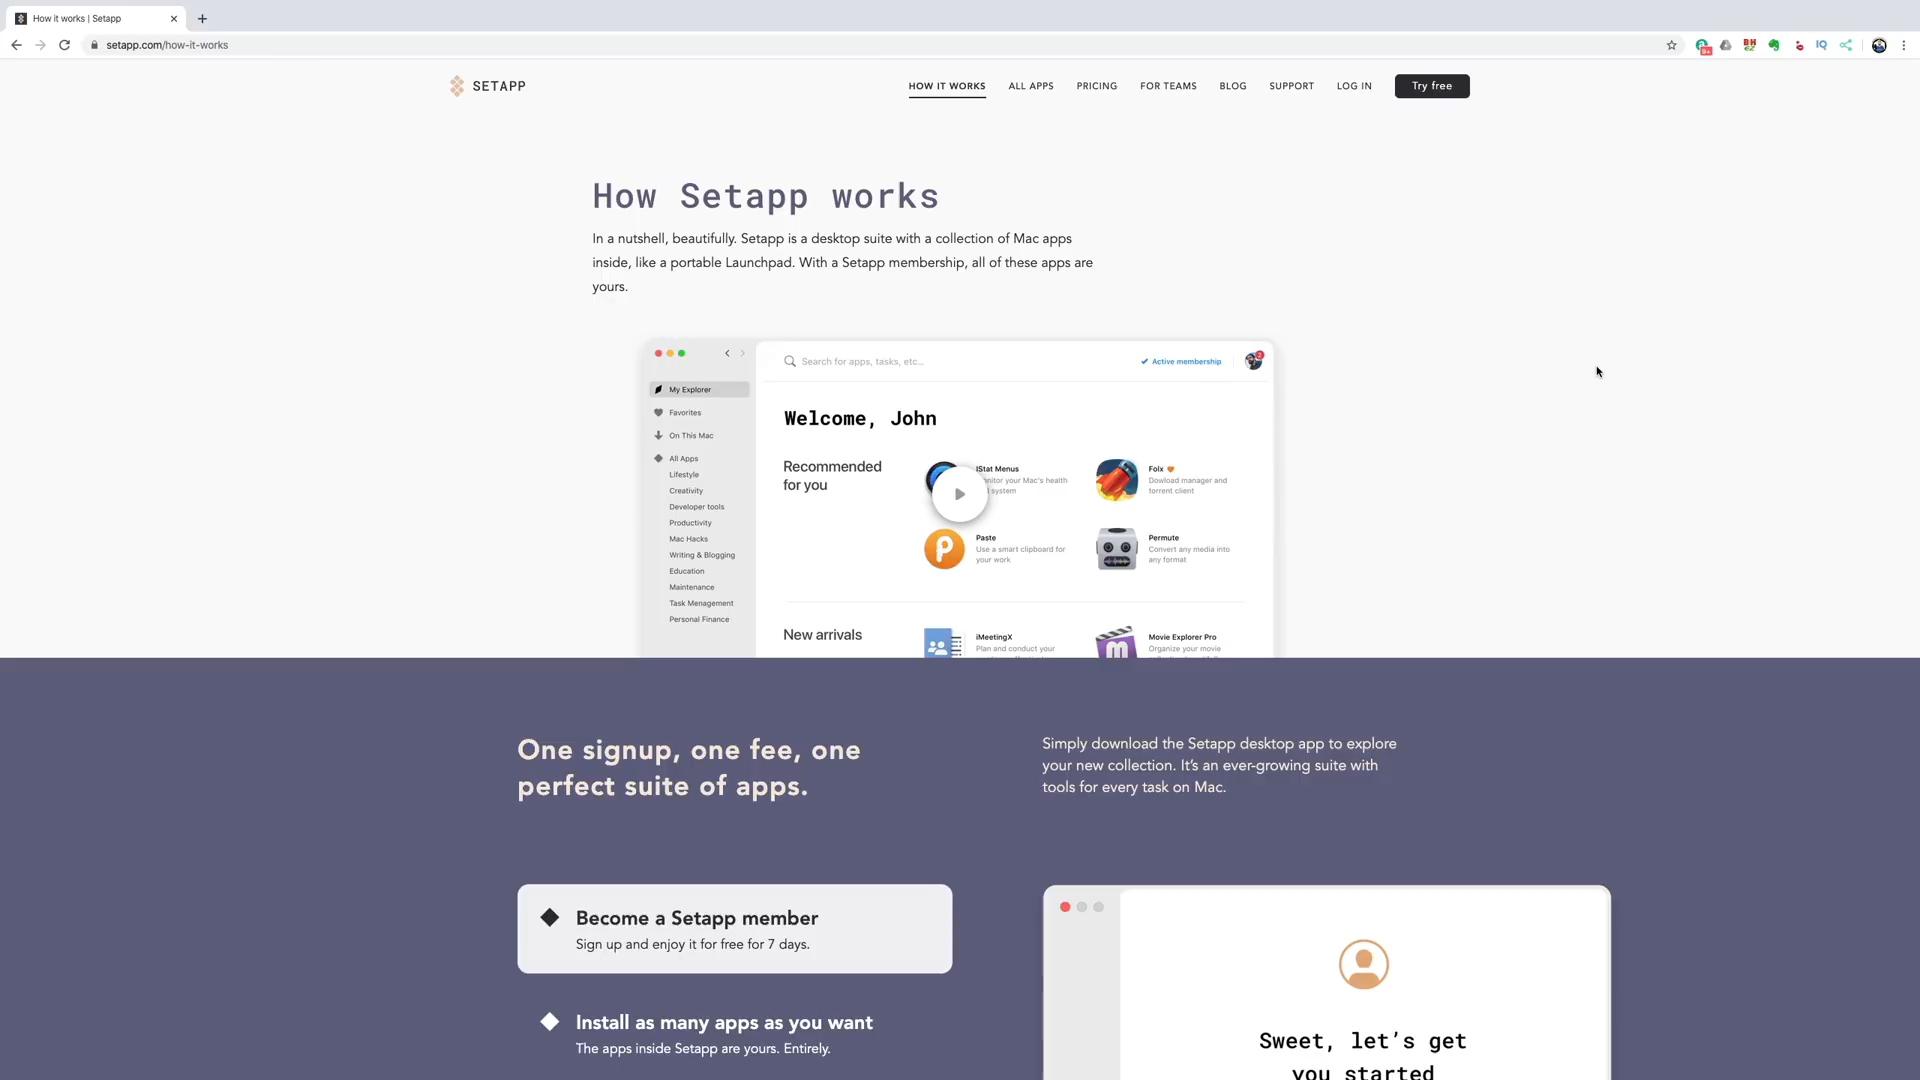 How it works | Setapp
setapp.com/how-it-works
SETAPP
HOW IT WORKS
ALL APPS
PRICING
FOR TEAMS
BLOG
SUPPORT
LOG IN
Try free
How Setapp works
In a nutshell, beautifully. Setapp is a desktop suite with a collection of Mac apps
inside, like a portable Launchpad. With a Setapp membership, all of these apps are
yours.
Search for apps, tasks, etc...
Active membership
2
My Explorer
Favorites
On This Mac
All Apps
Lifestyle
Creativity
Developer tools
Productivity
Mac Hacks
Writing & Blogging
Education
Maintenance
Task Menagement
Personal Finance
Welcome, John
Recommended
for you
iStat Menus
Mac's health
system
Folx
Dowload manager and
torrent client
Paste
Use a smart clipboard for
your work
Permute
Convert any media into
any format
New arrivals
iMeetingX
Plan and conduct your
Movie Explorer Pro
Organize your movie
One signup, one fee, one
perfect suite of apps.
Simply download the Setapp desktop app to explore
your new collection. It's an ever-growing suite with
tools for every task on Mac.
Become a Setapp member
Sign up and enjoy it for free for 7 days.
Install as many apps as you want
The apps inside Setapp are yours. Entirely.
Sweet, let's get
you started